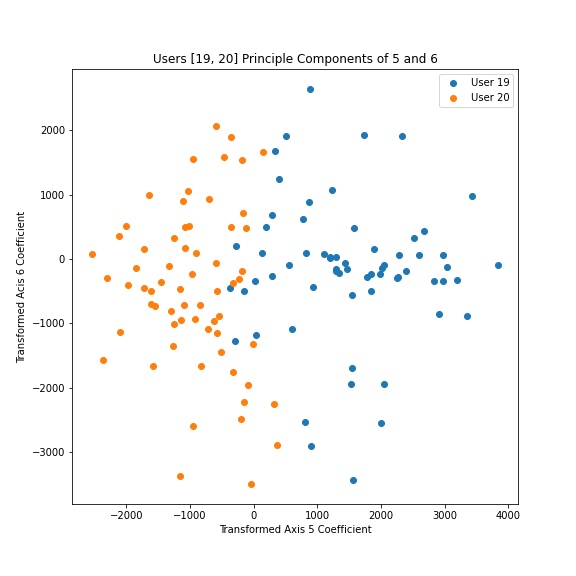 Users [19, 20] Principle Components of 5 and 6
User 19
User 20
2000
1000
0
−1000
−2000
−3000
Transformed Acis 6 Coefficient
−2000
−1000
0
1000
2000
3000
4000
Transformed Axis 5 Coefficient